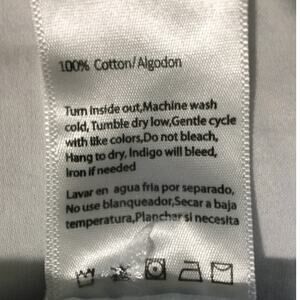 100% Cotton/Algodon
Turn inside out,Machine wash
cold, Tumble dry low,Gentle cycle
with like colors,Do not bleach,
Hang to dry, Indigo will bleed,
Iron if needed
Lavar en agua fria por separado,
No use blanqueador,Secar a baja
temperatura,Planchar si necesita